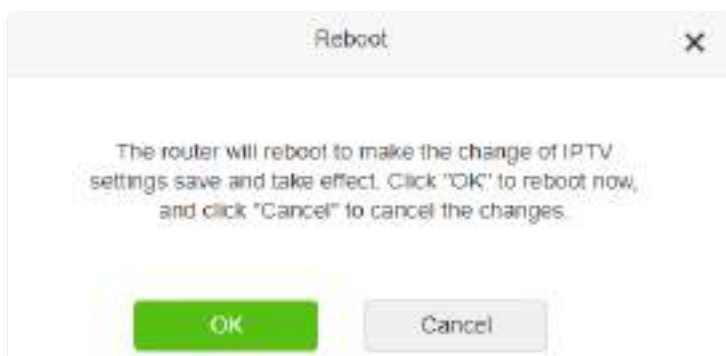 Reboot
The router will reboot to make the change of IPTV
settings save and take effect. Click "OK" to reboot now,
and click "Cancel" to cancel the changes.
OK
Cancel